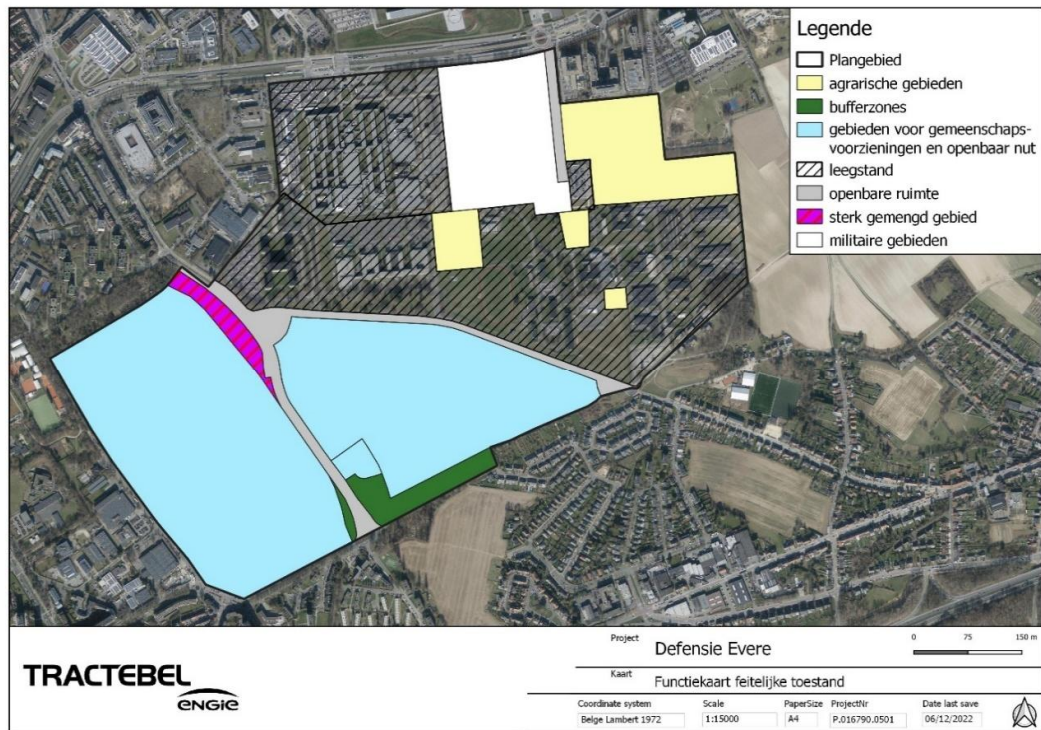 Legende
Plangebied
agrarische gebieden
bufferzones
gebieden voor gemeenschaps-
voorzieningen en openbaar nut
leegstand
openbare ruimte
sterk gemengd gebied
militaire gebieden
TRACTEBEL
ENGIE
Project
Defensie Evere
0 75 150 m
Kaart
Functiekaart feitelijke toestand
Coordinate system Scale PaperSize ProjectNr Date last save
Belge Lambert 1972 1:15000 A4 P.016790.0501 06/12/2022